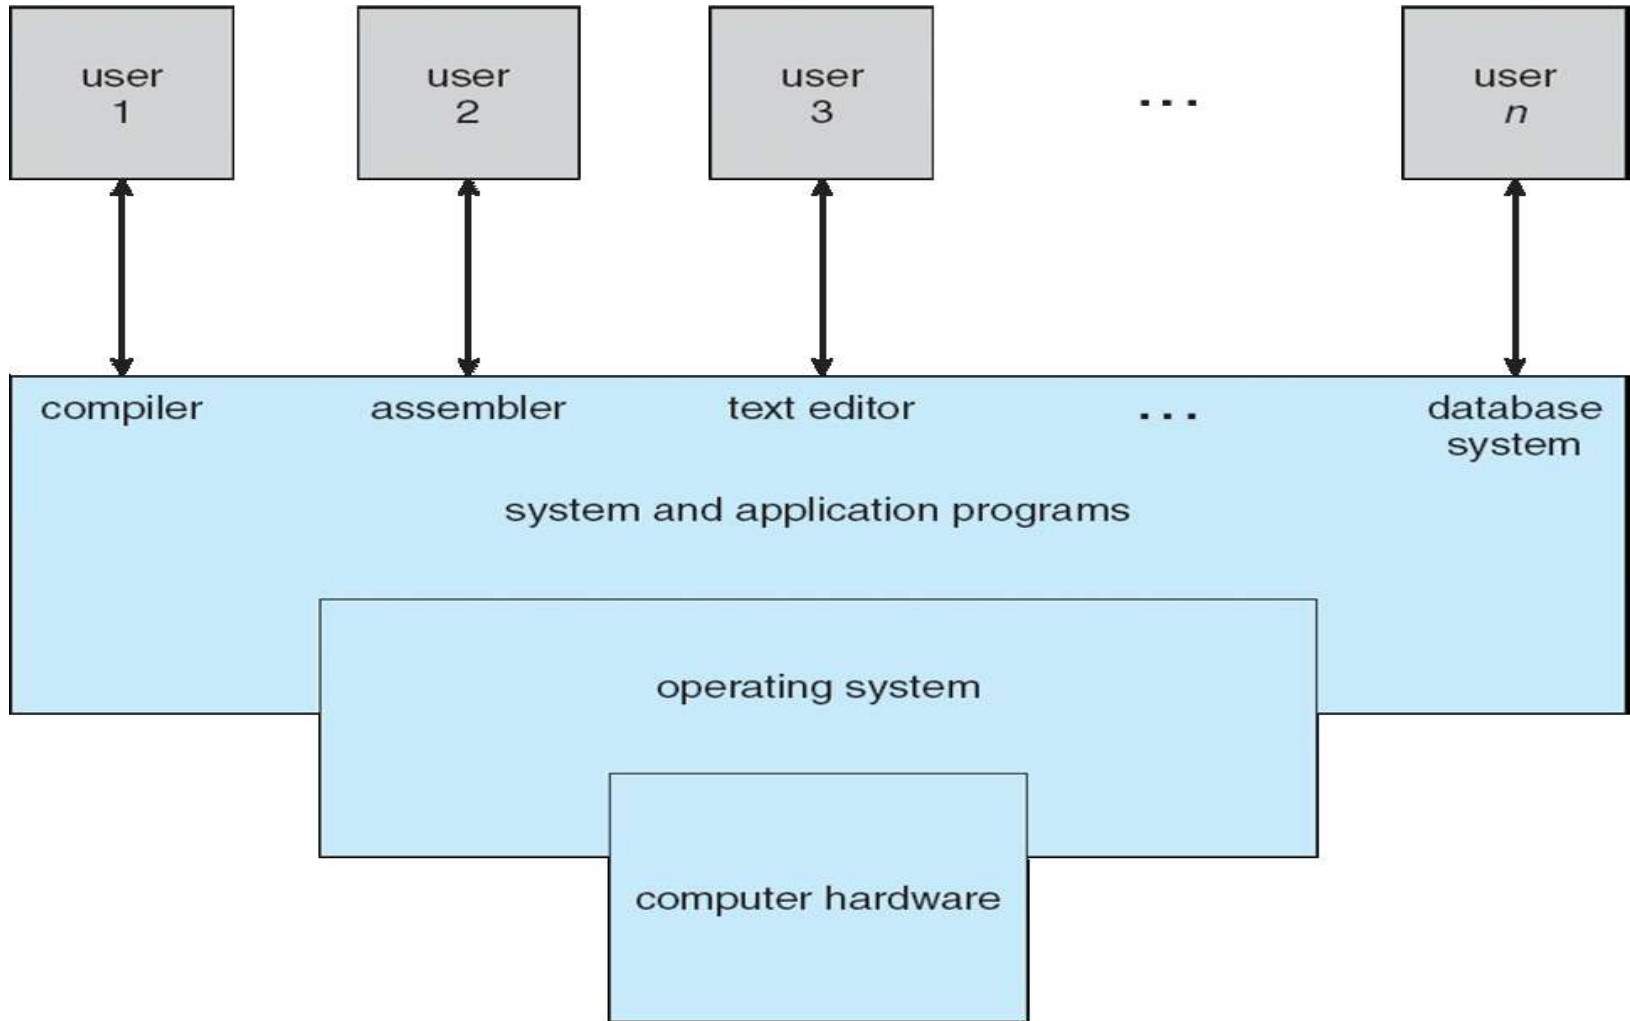 user
1
user
2
user
3
...
user
n
compiler
assembler
text editor
...
database
system
system and application programs
operating system
computer hardware